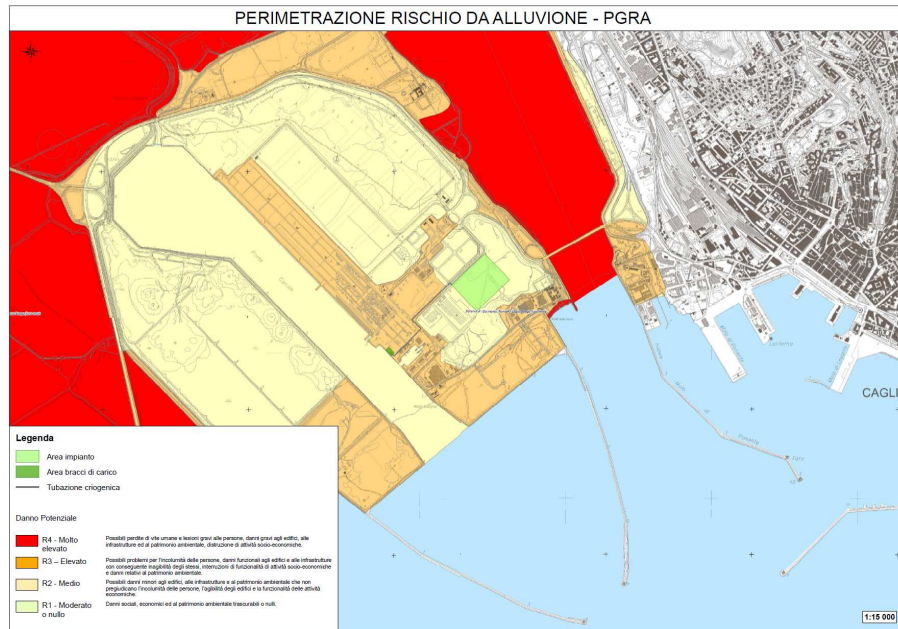 PERIMETRAZIONE RISCHIO DA ALLUVIONE - PGRA
CAGLI
Legenda
Area impianto
Area bracci di carico
Tubazione criogenica
Danno Potenziale
R4 - Molto
elevato
Possibili perdite di vite umane e lesioni gravi alle persone, danni gravi agli edifici, alle
infrastrutture ed al patrimonio ambientale, distruzione di attività socio-economiche.
R3 – Elevato
Possibili problemi per l'incolumità delle persone, danni funzionali agli edifici e alle infrastrutture
con conseguente inagibilità degli stessi, interruzioni di funzionalità di attività socio-economiche
e danni relativi al patrimonio ambientale.
R2 - Medio
Possibili danni minori agli edifici, alle infrastrutture e al patrimonio ambientale che non
pregiudicano l'incolumità delle persone, l'agibilità degli edifici e la funzionalità delle attività
economiche.
R1 - Moderato
o nullo
Danni sociali, economici ed al patrimonio ambientale trascurabili o nulli.
1:15 000